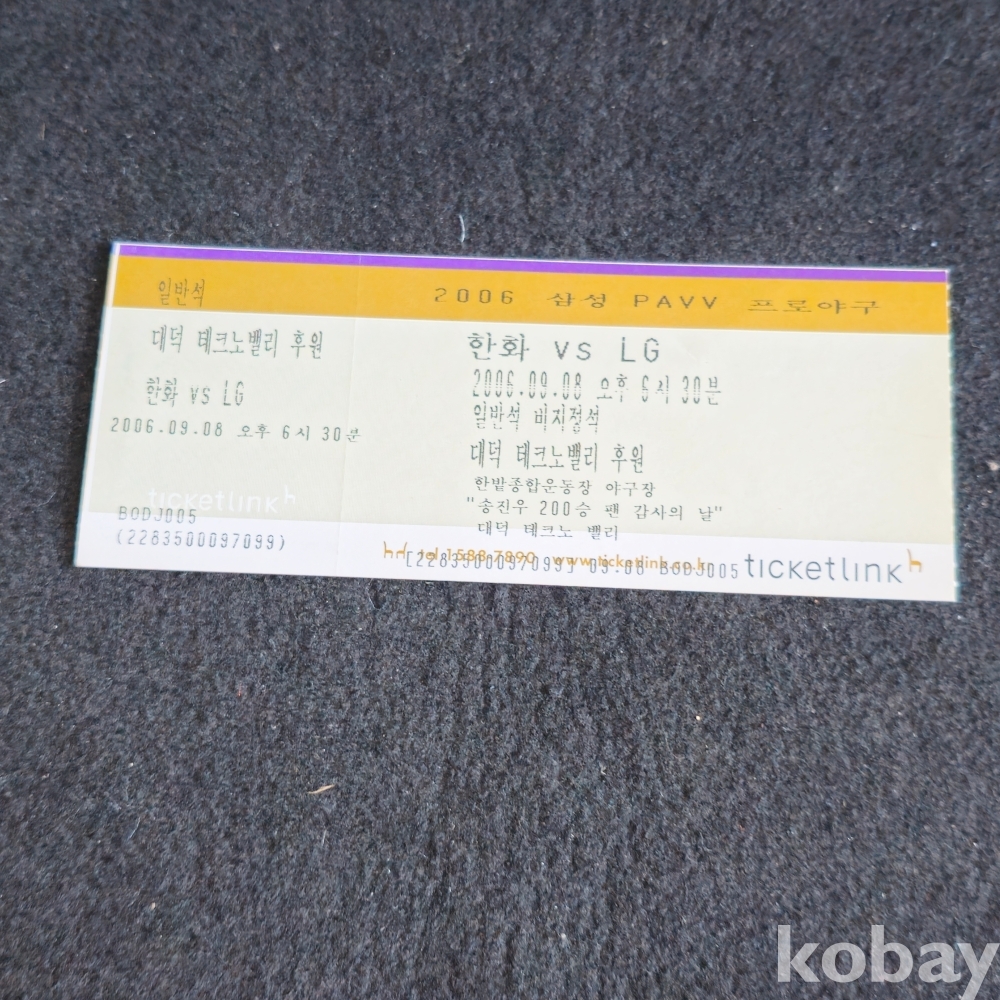 일반석
대덕 테크노밸리 후원
한화 vs LG
2006.09.08 오후 6시 30분
ticketlink
BODJ005
(2283500097099)
2006 삼성 PAVV 프로야구
한화 vs LG
2006.09.08 오후 6시 30분
일반석 비지정석
대덕 테크노밸리 후원
한밭종합운동장 야구장
"송진우 200승 팬 감사의 날"
대덕 테크노 밸리
tel.1588-7890 www.ticketlink.co.kr
[2283500097099] 09.08 BODJ005
ticketlink
kobay